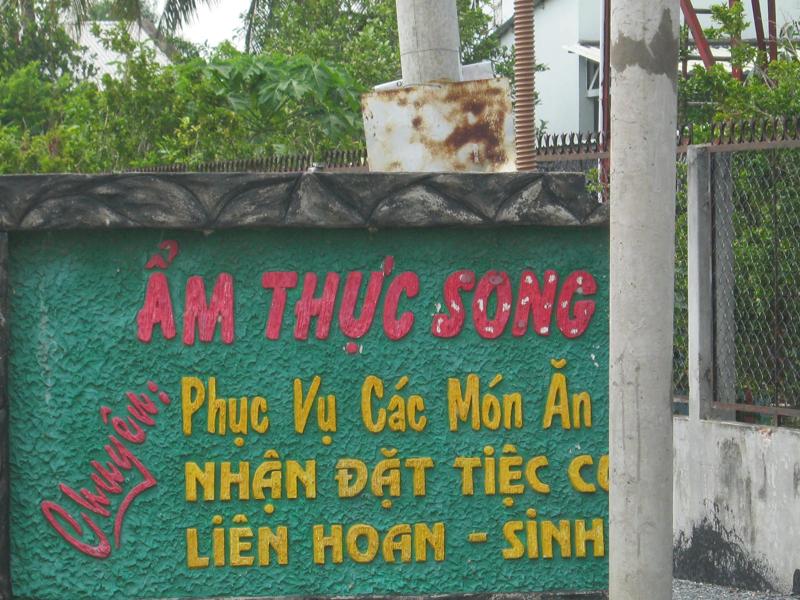 ẨM THỰC SONG
Chuyên:
Phục Vụ Các Món Ăn
NHẬN ĐẶT TIỆC
LIÊN HOAN - SINH